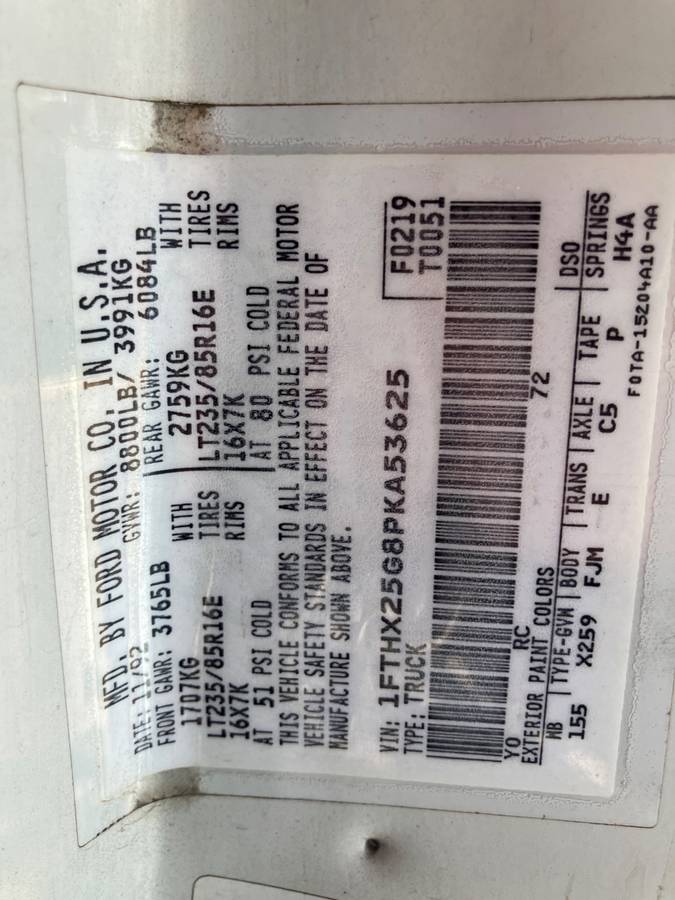 MFD. BY FORD MOTOR CO. IN U.S.A.
DATE: 11/92 GVWR: 8800LB/ 3991KG
FRONT GAWR: 3765LB REAR GAWR: 6084LB
1707KG WITH 2759KG WITH
LT235/85R16E TIRES LT235/85R16E TIRES
16X7K RIMS 16X7K RIMS
AT 51 PSI COLD AT 80 PSI COLD
THIS VEHICLE CONFORMS TO ALL APPLICABLE FEDERAL MOTOR
VEHICLE SAFETY STANDARDS IN EFFECT ON THE DATE OF
MANUFACTURE SHOWN ABOVE.
VIN: 1FTHX25G8PKA53625 F0219
TYPE: TRUCK T0051
YO RC 72
EXTERIOR PAINT COLORS DSO
WB TYPE-GVM BODY TRANS AXLE TAPE SPRINGS
155 X259 FJM E C5 P H4A
F0TA-15204A10-AA